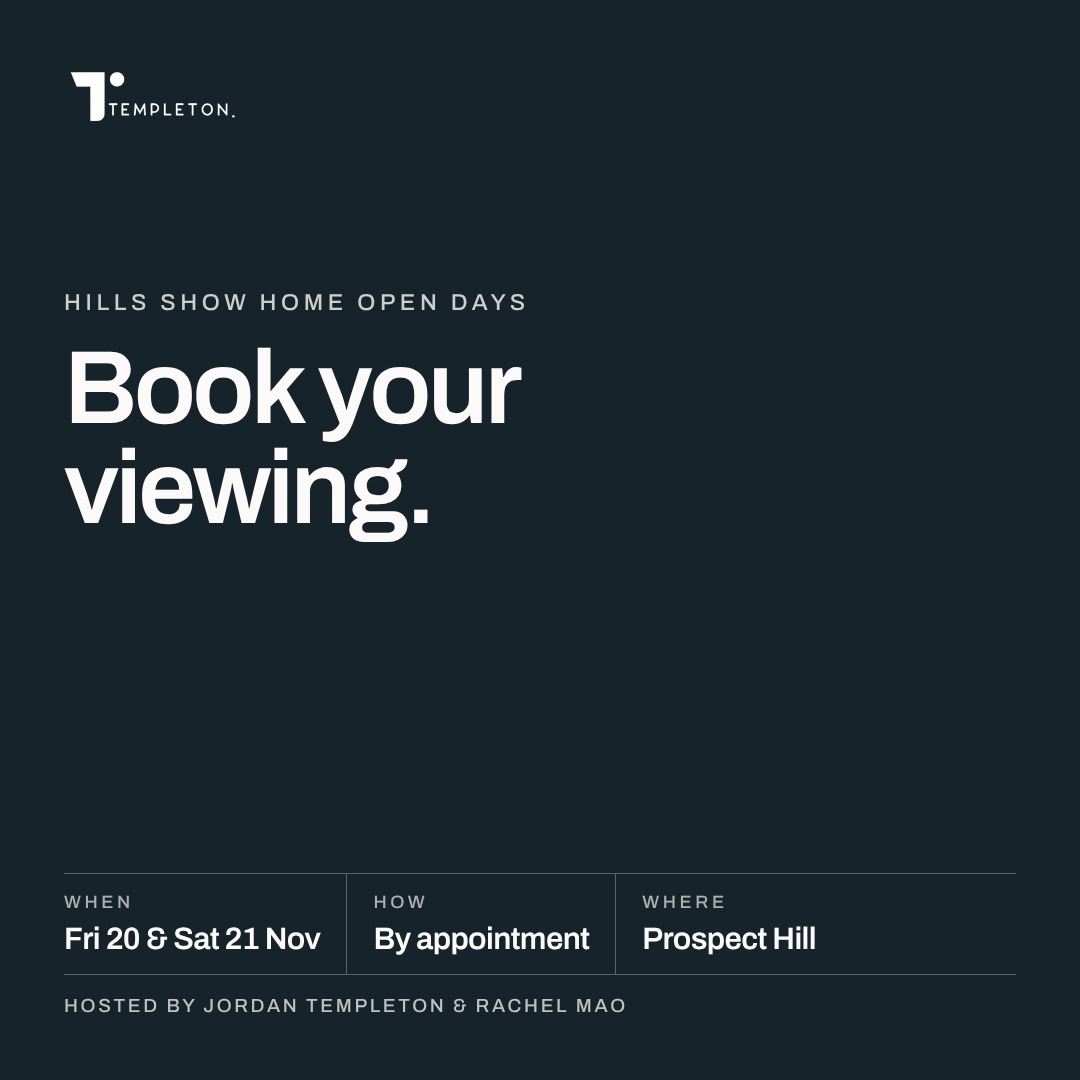 TEMPLETON.
HILLS SHOW HOME OPEN DAYS
Book your
viewing.
WHEN
Fri 20 & Sat 21 Nov
HOW
By appointment
WHERE
Prospect Hill
HOSTED BY JORDAN TEMPLETON & RACHEL MAO